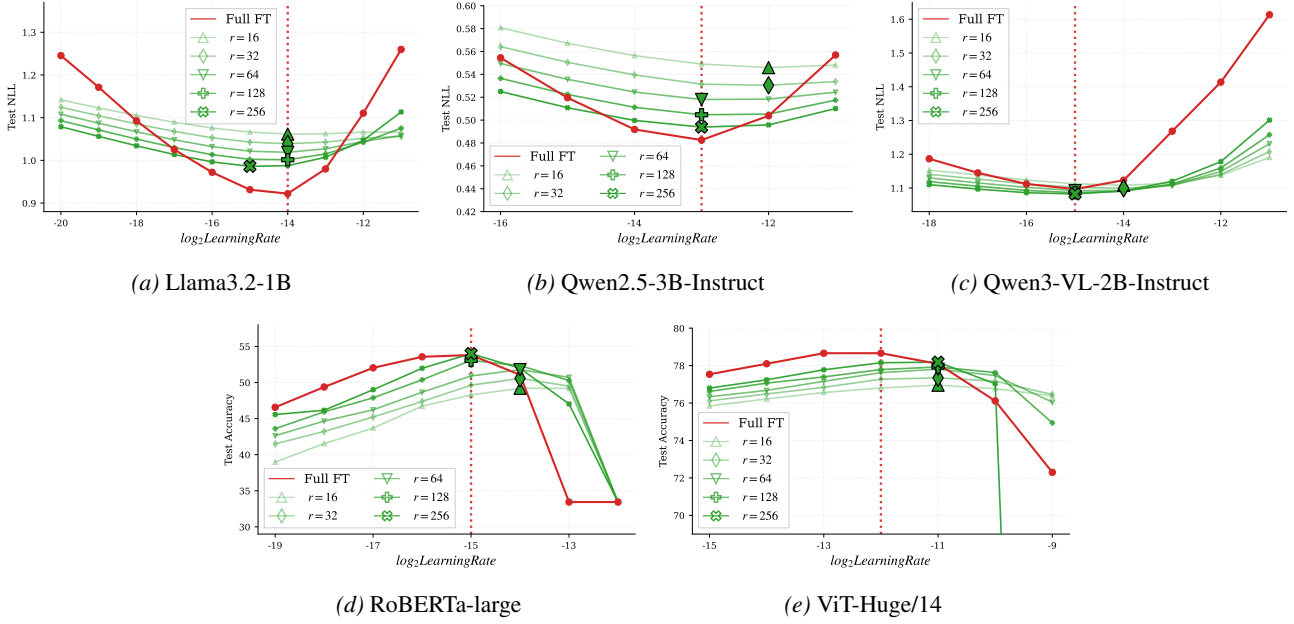 1.3
1.2
1.1
1.0
0.9
Test NLL
Full FT
r = 16
r = 32
r = 64
r = 128
r = 256
-20
-18
-16
-14
-12
log₂LearningRate
(a) Llama3.2-1B
0.60
0.58
0.56
0.54
0.52
0.50
0.48
0.46
0.44
0.42
Test NLL
Full FT
r = 16
r = 32
r = 64
r = 128
r = 256
-16
-14
-12
log₂LearningRate
(b) Qwen2.5-3B-Instruct
1.6
1.5
1.4
1.3
1.2
1.1
Test NLL
Full FT
r = 16
r = 32
r = 64
r = 128
r = 256
-18
-16
-14
-12
log₂LearningRate
(c) Qwen3-VL-2B-Instruct
55
50
45
40
35
30
Test Accuracy
Full FT
r = 16
r = 32
r = 64
r = 128
r = 256
-19
-17
-15
-13
log₂LearningRate
(d) RoBERTa-large
80
78
76
74
72
70
Test Accuracy
Full FT
r = 16
r = 32
r = 64
r = 128
r = 256
-15
-13
-11
-9
log₂LearningRate
(e) ViT-Huge/14